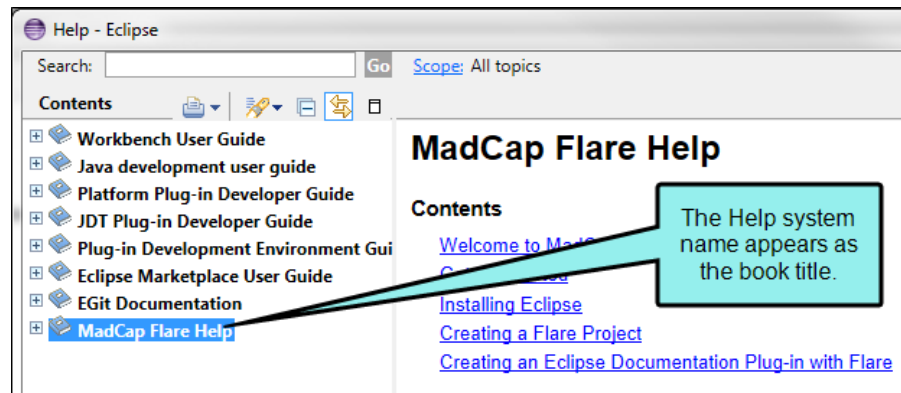 Help - Eclipse
Search: Go Scope: All topics
Contents
Workbench User Guide
Java development user guide
Platform Plug-in Developer Guide
JDT Plug-in Developer Guide
Plug-in Development Environment Gui
Eclipse Marketplace User Guide
EGit Documentation
MadCap Flare Help
MadCap Flare Help
Contents
Welcome to
Installing Eclipse
Creating a Flare Project
Creating an Eclipse Documentation Plug-in with Flare
The Help system
name appears as
the book title.